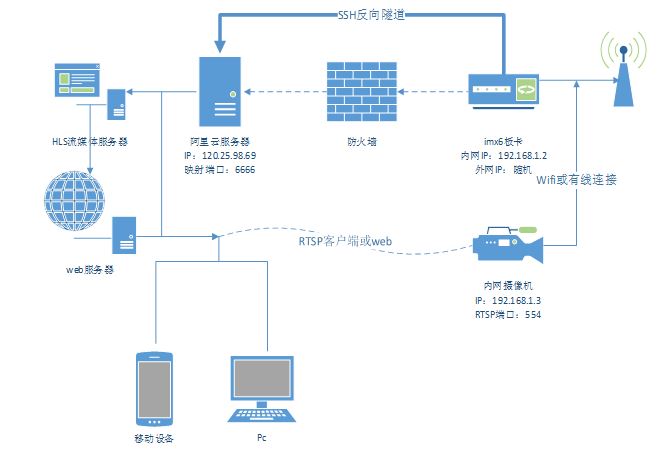 SSH反向隧道
HLS流媒体服务器
阿里云服务器
IP：120.25.98.69
映射端口：6666
防火墙
imx6板卡
内网IP：192.168.1.2
外网IP：随机
Wifi或有线连接
web服务器
RTSP客户端或web
内网摄像机
IP：192.168.1.3
RTSP端口：554
移动设备
Pc